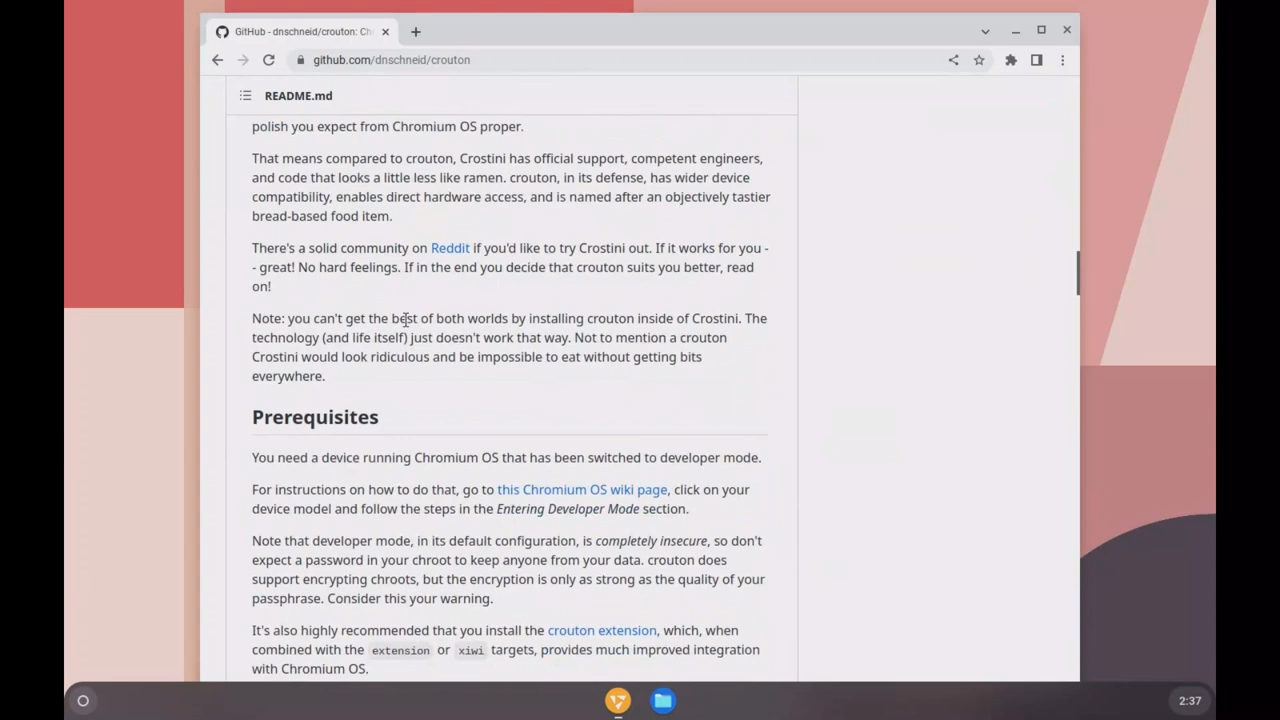 GitHub - dnschneid/crouton: Ch
github.com/dnschneid/crouton
README.md
polish you expect from Chromium OS proper.
That means compared to crouton, Crostini has official support, competent engineers,
and code that looks a little less like ramen. crouton, in its defense, has wider device
compatibility, enables direct hardware access, and is named after an objectively tastier
bread-based food item.
There's a solid community on Reddit if you'd like to try Crostini out. If it works for you -
- great! No hard feelings. If in the end you decide that crouton suits you better, read
on!
Note: you can't get the best of both worlds by installing crouton inside of Crostini. The
technology (and life itself) just doesn't work that way. Not to mention a crouton
Crostini would look ridiculous and be impossible to eat without getting bits
everywhere.
Prerequisites
You need a device running Chromium OS that has been switched to developer mode.
For instructions on how to do that, go to this Chromium OS wiki page, click on your
device model and follow the steps in the Entering Developer Mode section.
Note that developer mode, in its default configuration, is completely insecure, so don't
expect a password in your chroot to keep anyone from your data. crouton does
support encrypting chroots, but the encryption is only as strong as the quality of your
passphrase. Consider this your warning.
It's also highly recommended that you install the crouton extension, which, when
combined with the extension or xiwi targets, provides much improved integration
with Chromium OS.
2:37